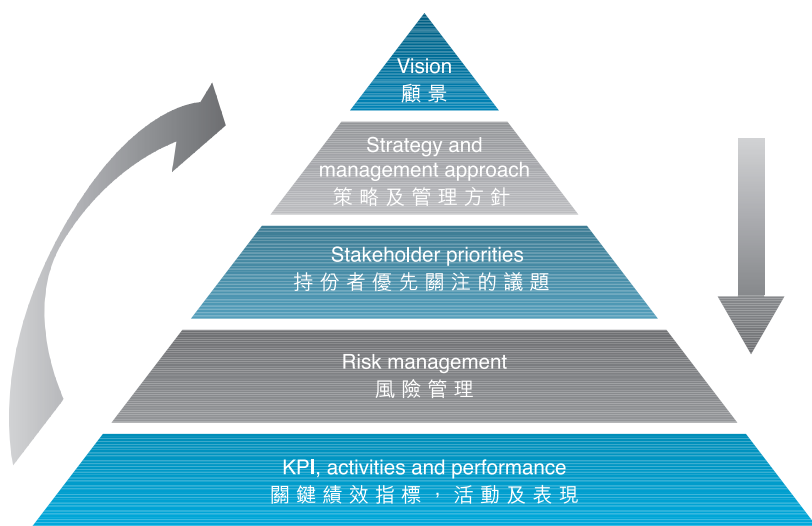 Vision
顧景
Strategy and
management approach
策略及管理方針
Stakeholder priorities
持份者優先關注的議題
Risk management
風險管理
KPI, activities and performance
關鍵績效指標，活動及表現